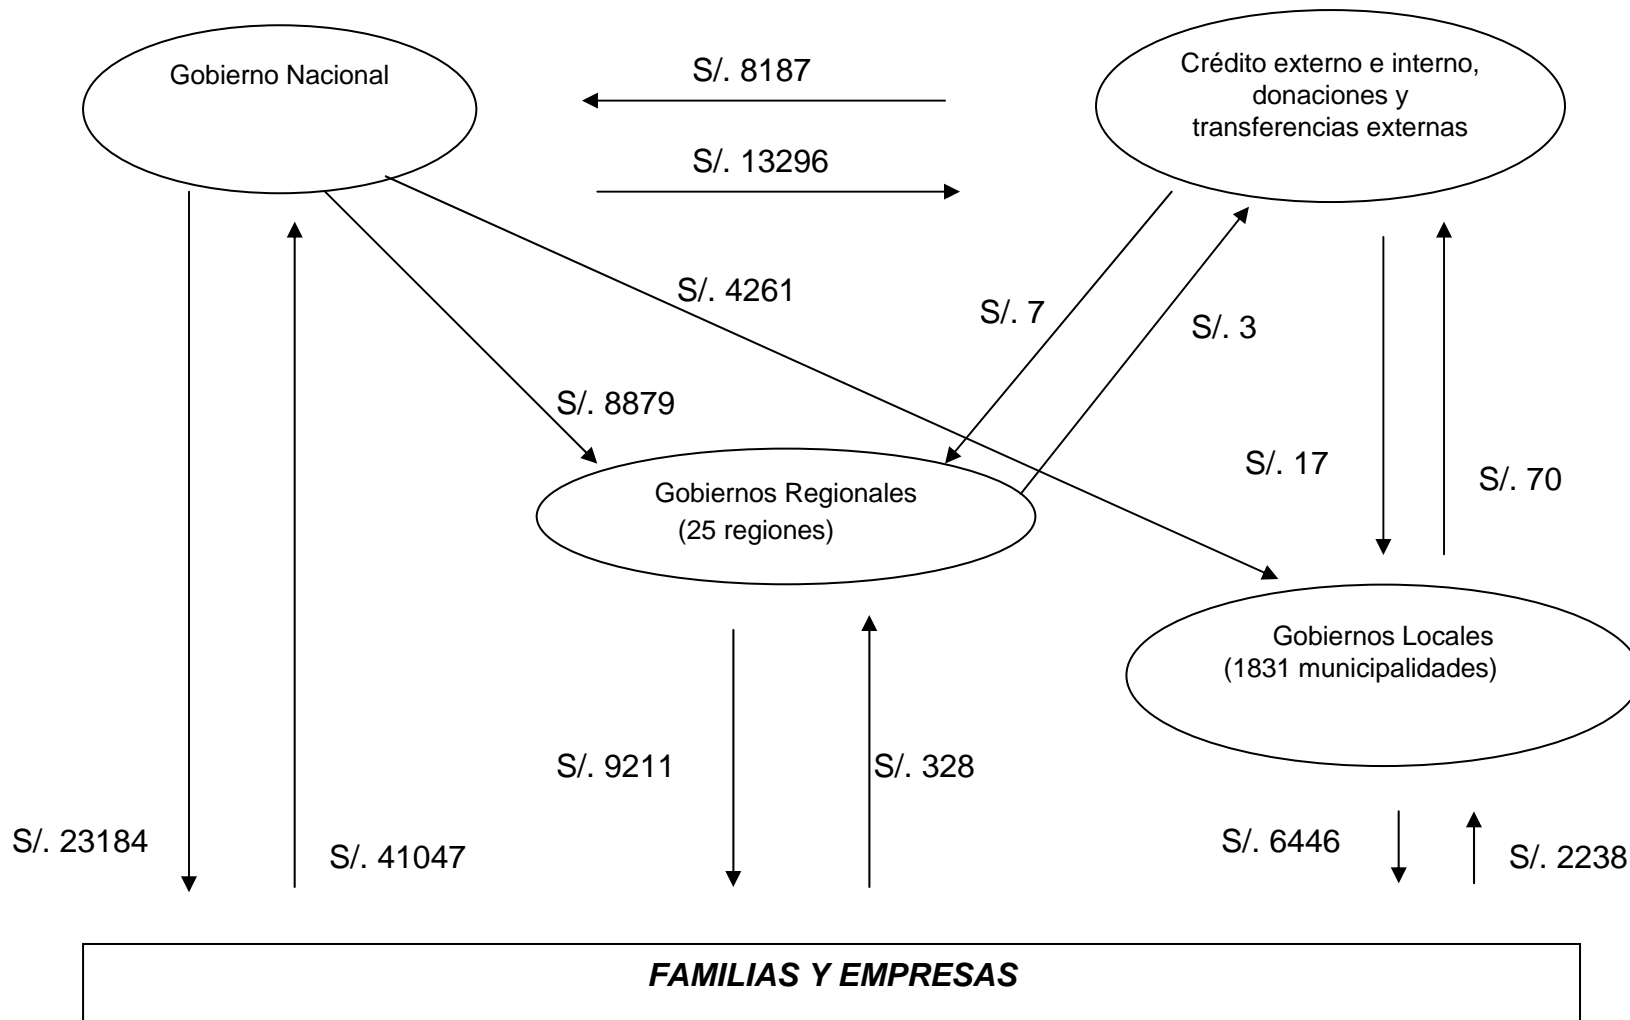 Gobierno Nacional
S/. 8187
Crédito externo e interno,
donaciones y
transferencias externas
S/. 13296
S/. 4261
S/. 7
S/. 3
S/. 8879
S/. 17
S/. 70
Gobiernos Regionales
(25 regiones)
Gobiernos Locales
(1831 municipalidades)
S/. 9211
S/. 328
S/. 23184
S/. 41047
S/. 6446
S/. 2238
FAMILIAS Y EMPRESAS